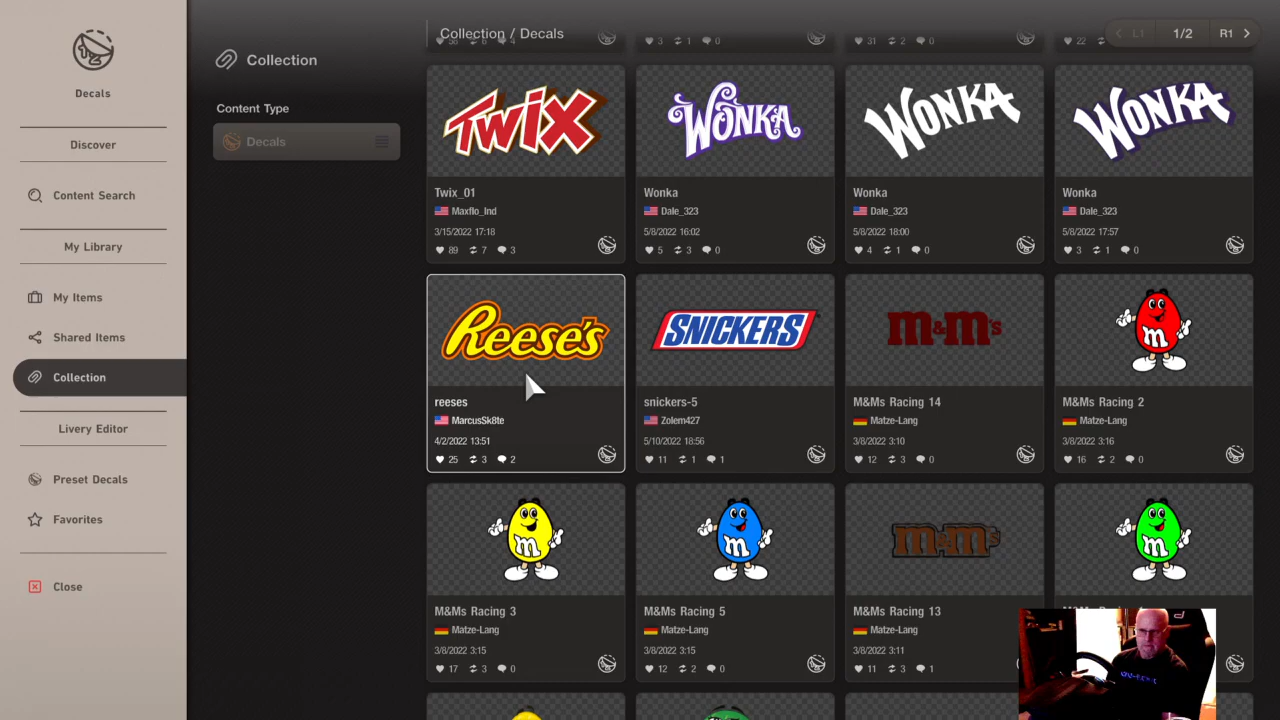 Decals
Discover
Content Search
My Library
My Items
Shared Items
Collection
Livery Editor
Preset Decals
Favorites
Close
Collection
Content Type
Decals
Collection / Decals
L1 1/2 R1
3 1 0
31 2 0
22
TWIX
Twix_01
Maxflo_Ind
3/15/2022 17:18
89 7 3
WONKA
Wonka
Dale_323
5/8/2022 16:02
5 3 0
WONKA
Wonka
Dale_323
5/8/2022 18:00
4 1 0
WONKA
Wonka
Dale_323
5/8/2022 17:57
3 1 0
Reese's
reeses
MarcusSk8te
4/2/2022 13:51
25 3 2
SNICKERS
snickers-5
Zolem427
5/10/2022 18:56
11 1 1
m&m's
M&Ms Racing 14
Matze-Lang
3/8/2022 3:10
12 3 0
m
M&Ms Racing 2
Matze-Lang
3/8/2022 3:16
16 2 0
m
M&Ms Racing 3
Matze-Lang
3/8/2022 3:15
17 3 0
m
M&Ms Racing 5
Matze-Lang
3/8/2022 3:15
12 2 0
m&m's
M&Ms Racing 13
Matze-Lang
3/8/2022 3:11
11 3 1
m